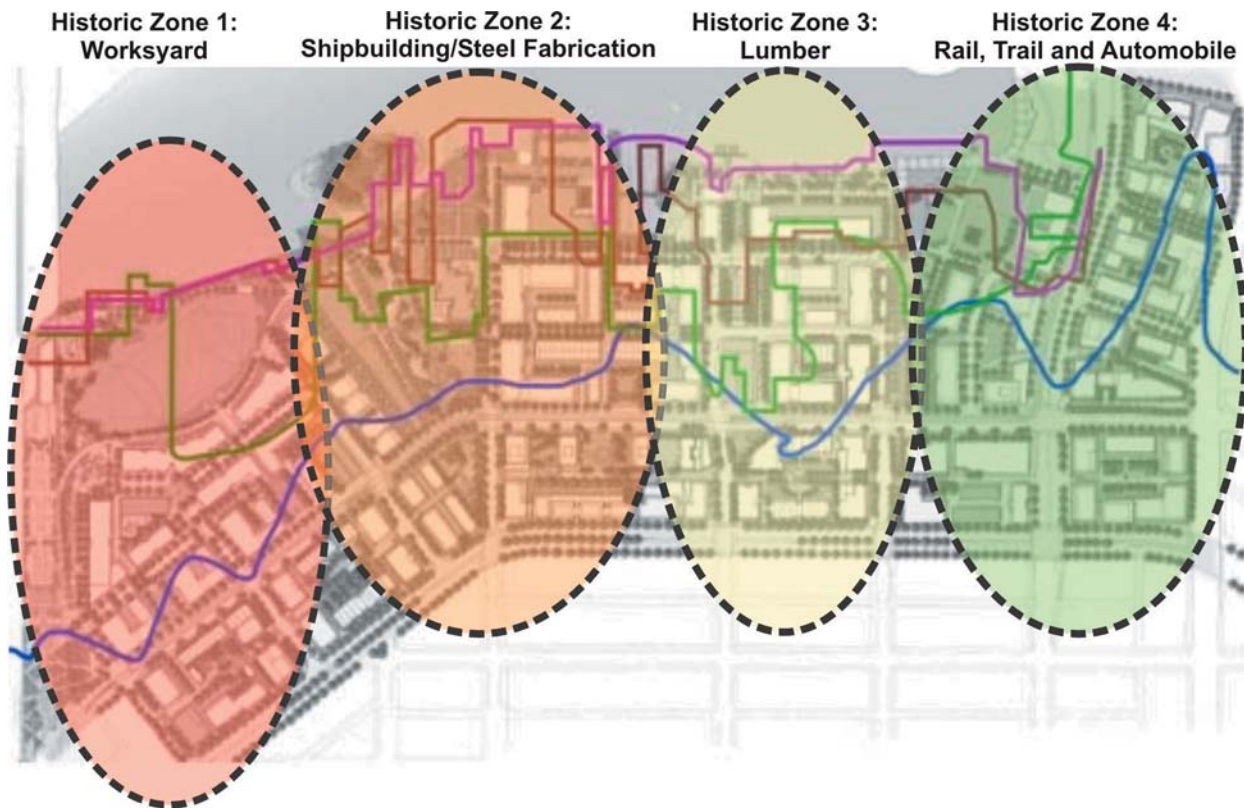 Historic Zone 1:
Worksyard
Historic Zone 2:
Shipbuilding/Steel Fabrication
Historic Zone 3:
Lumber
Historic Zone 4:
Rail, Trail and Automobile